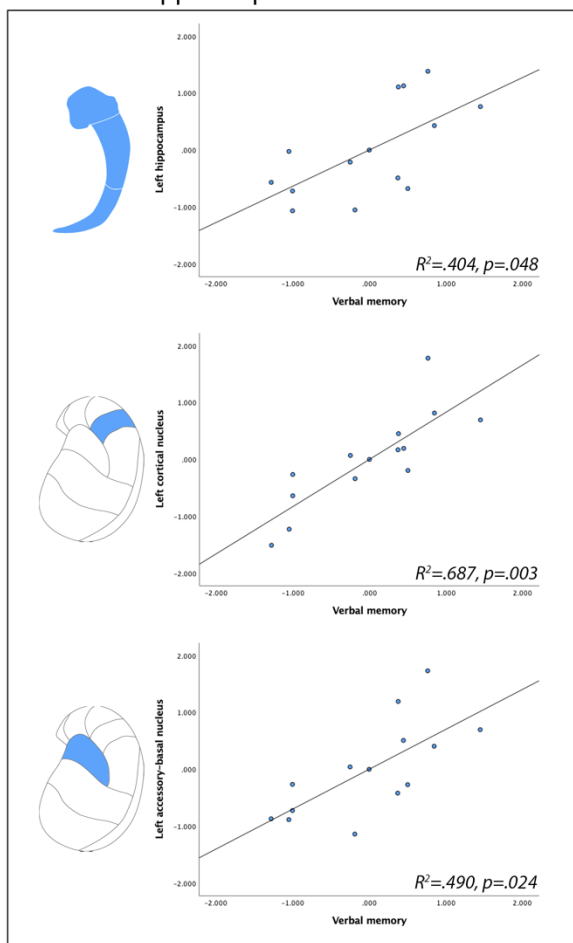 2.000
1.000
.000
-1.000
-2.000
Left hippocampus
R²=.404, p=.048
-2.000 -1.000 .000 1.000 2.000
Verbal memory
2.000
1.000
.000
-1.000
-2.000
Left cortical nucleus
R²=.687, p=.003
-2.000 -1.000 .000 1.000 2.000
Verbal memory
2.000
1.000
.000
-1.000
-2.000
Left accessory-basal nucleus
R²=.490, p=.024
-2.000 -1.000 .000 1.000 2.000
Verbal memory